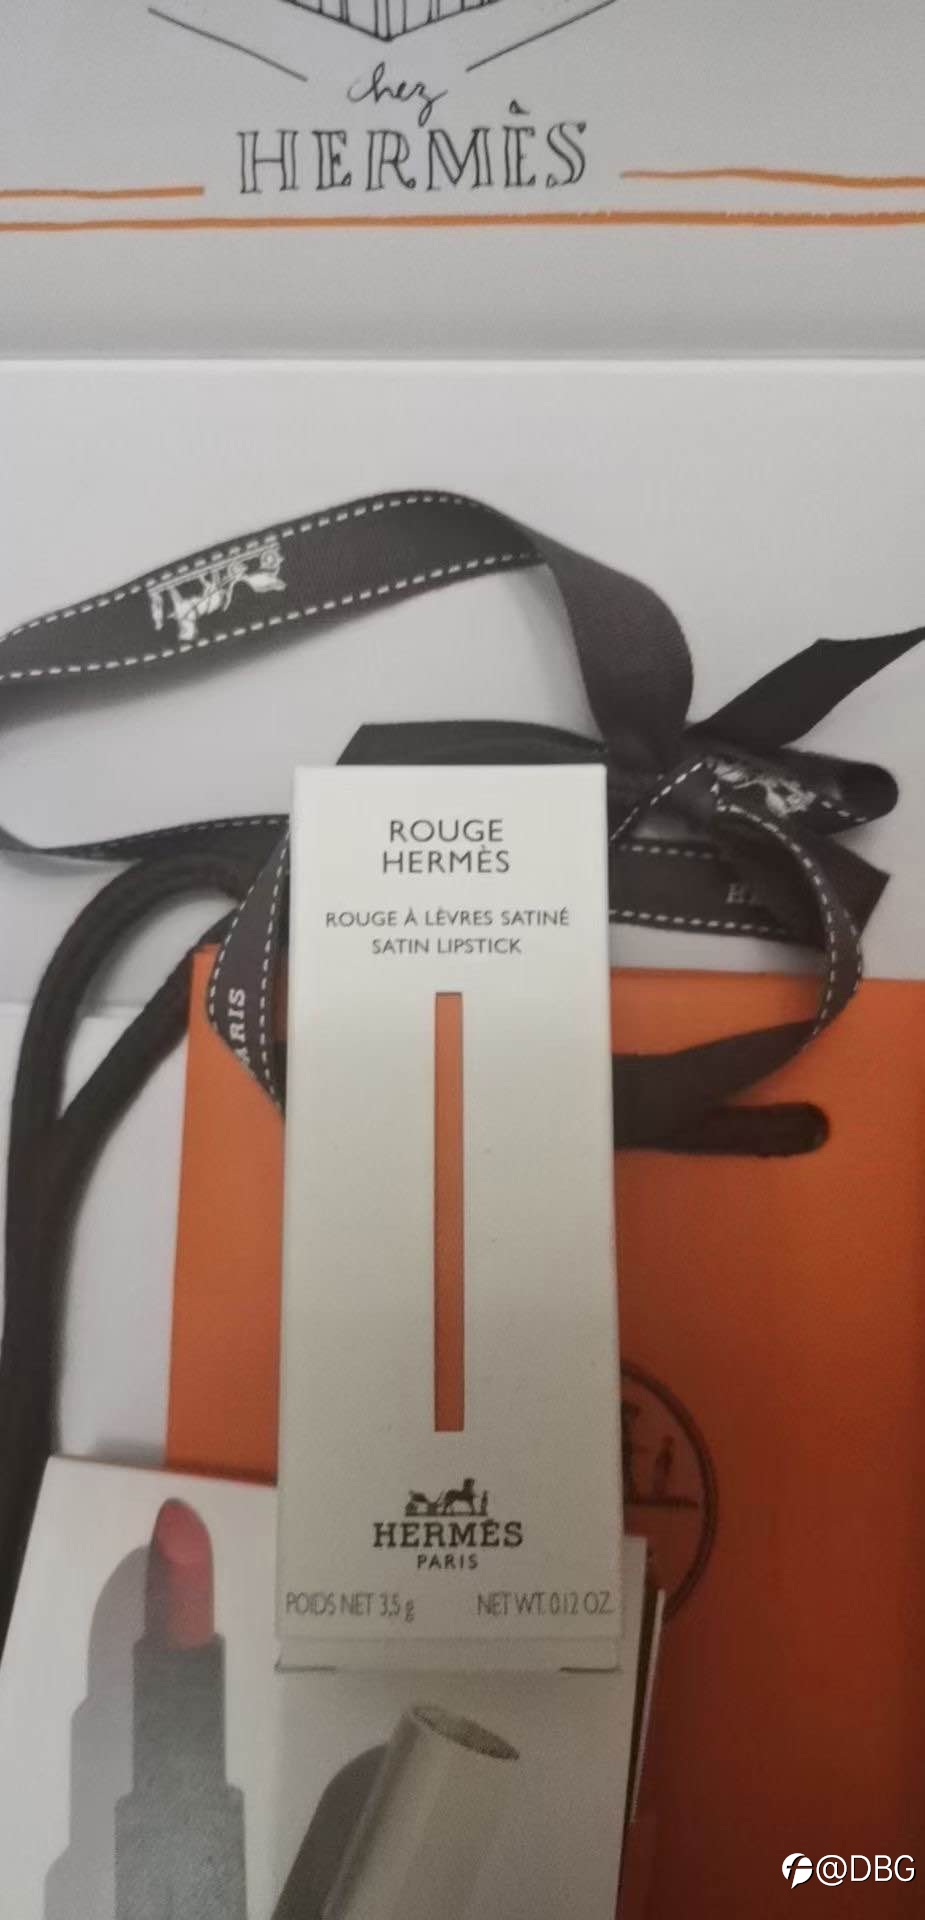 chez
HERMÈS
ROUGE
HERMÈS
ROUGE À LÈVRES SATINÉ
SATIN LIPSTICK
HERMÈS
PARIS
POIDS NET 3,5 g NET WT. 0.12 OZ.
@DBG